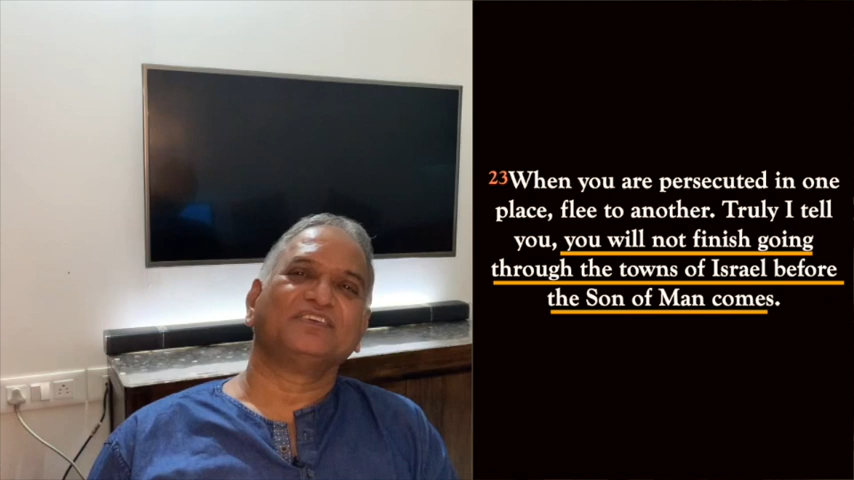 23When you are persecuted in one
place, flee to another. Truly I tell
you, you will not finish going
through the towns of Israel before
the Son of Man comes.